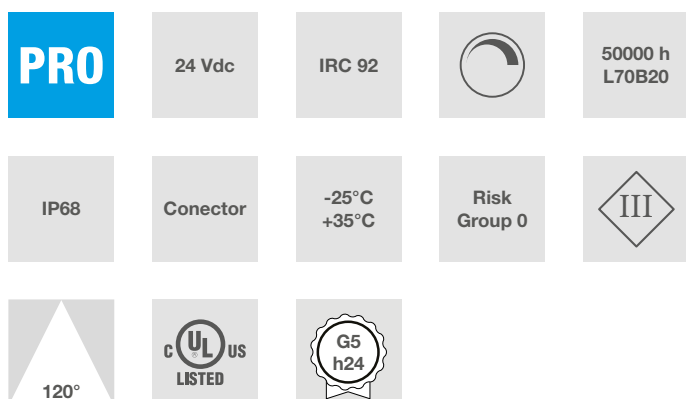 PRO
24 Vdc
IRC 92
50000 h
L70B20
IP68
Conector
-25°C
+35°C
Risk
Group 0
III
120°
C UL US
®
LISTED
G5
h24